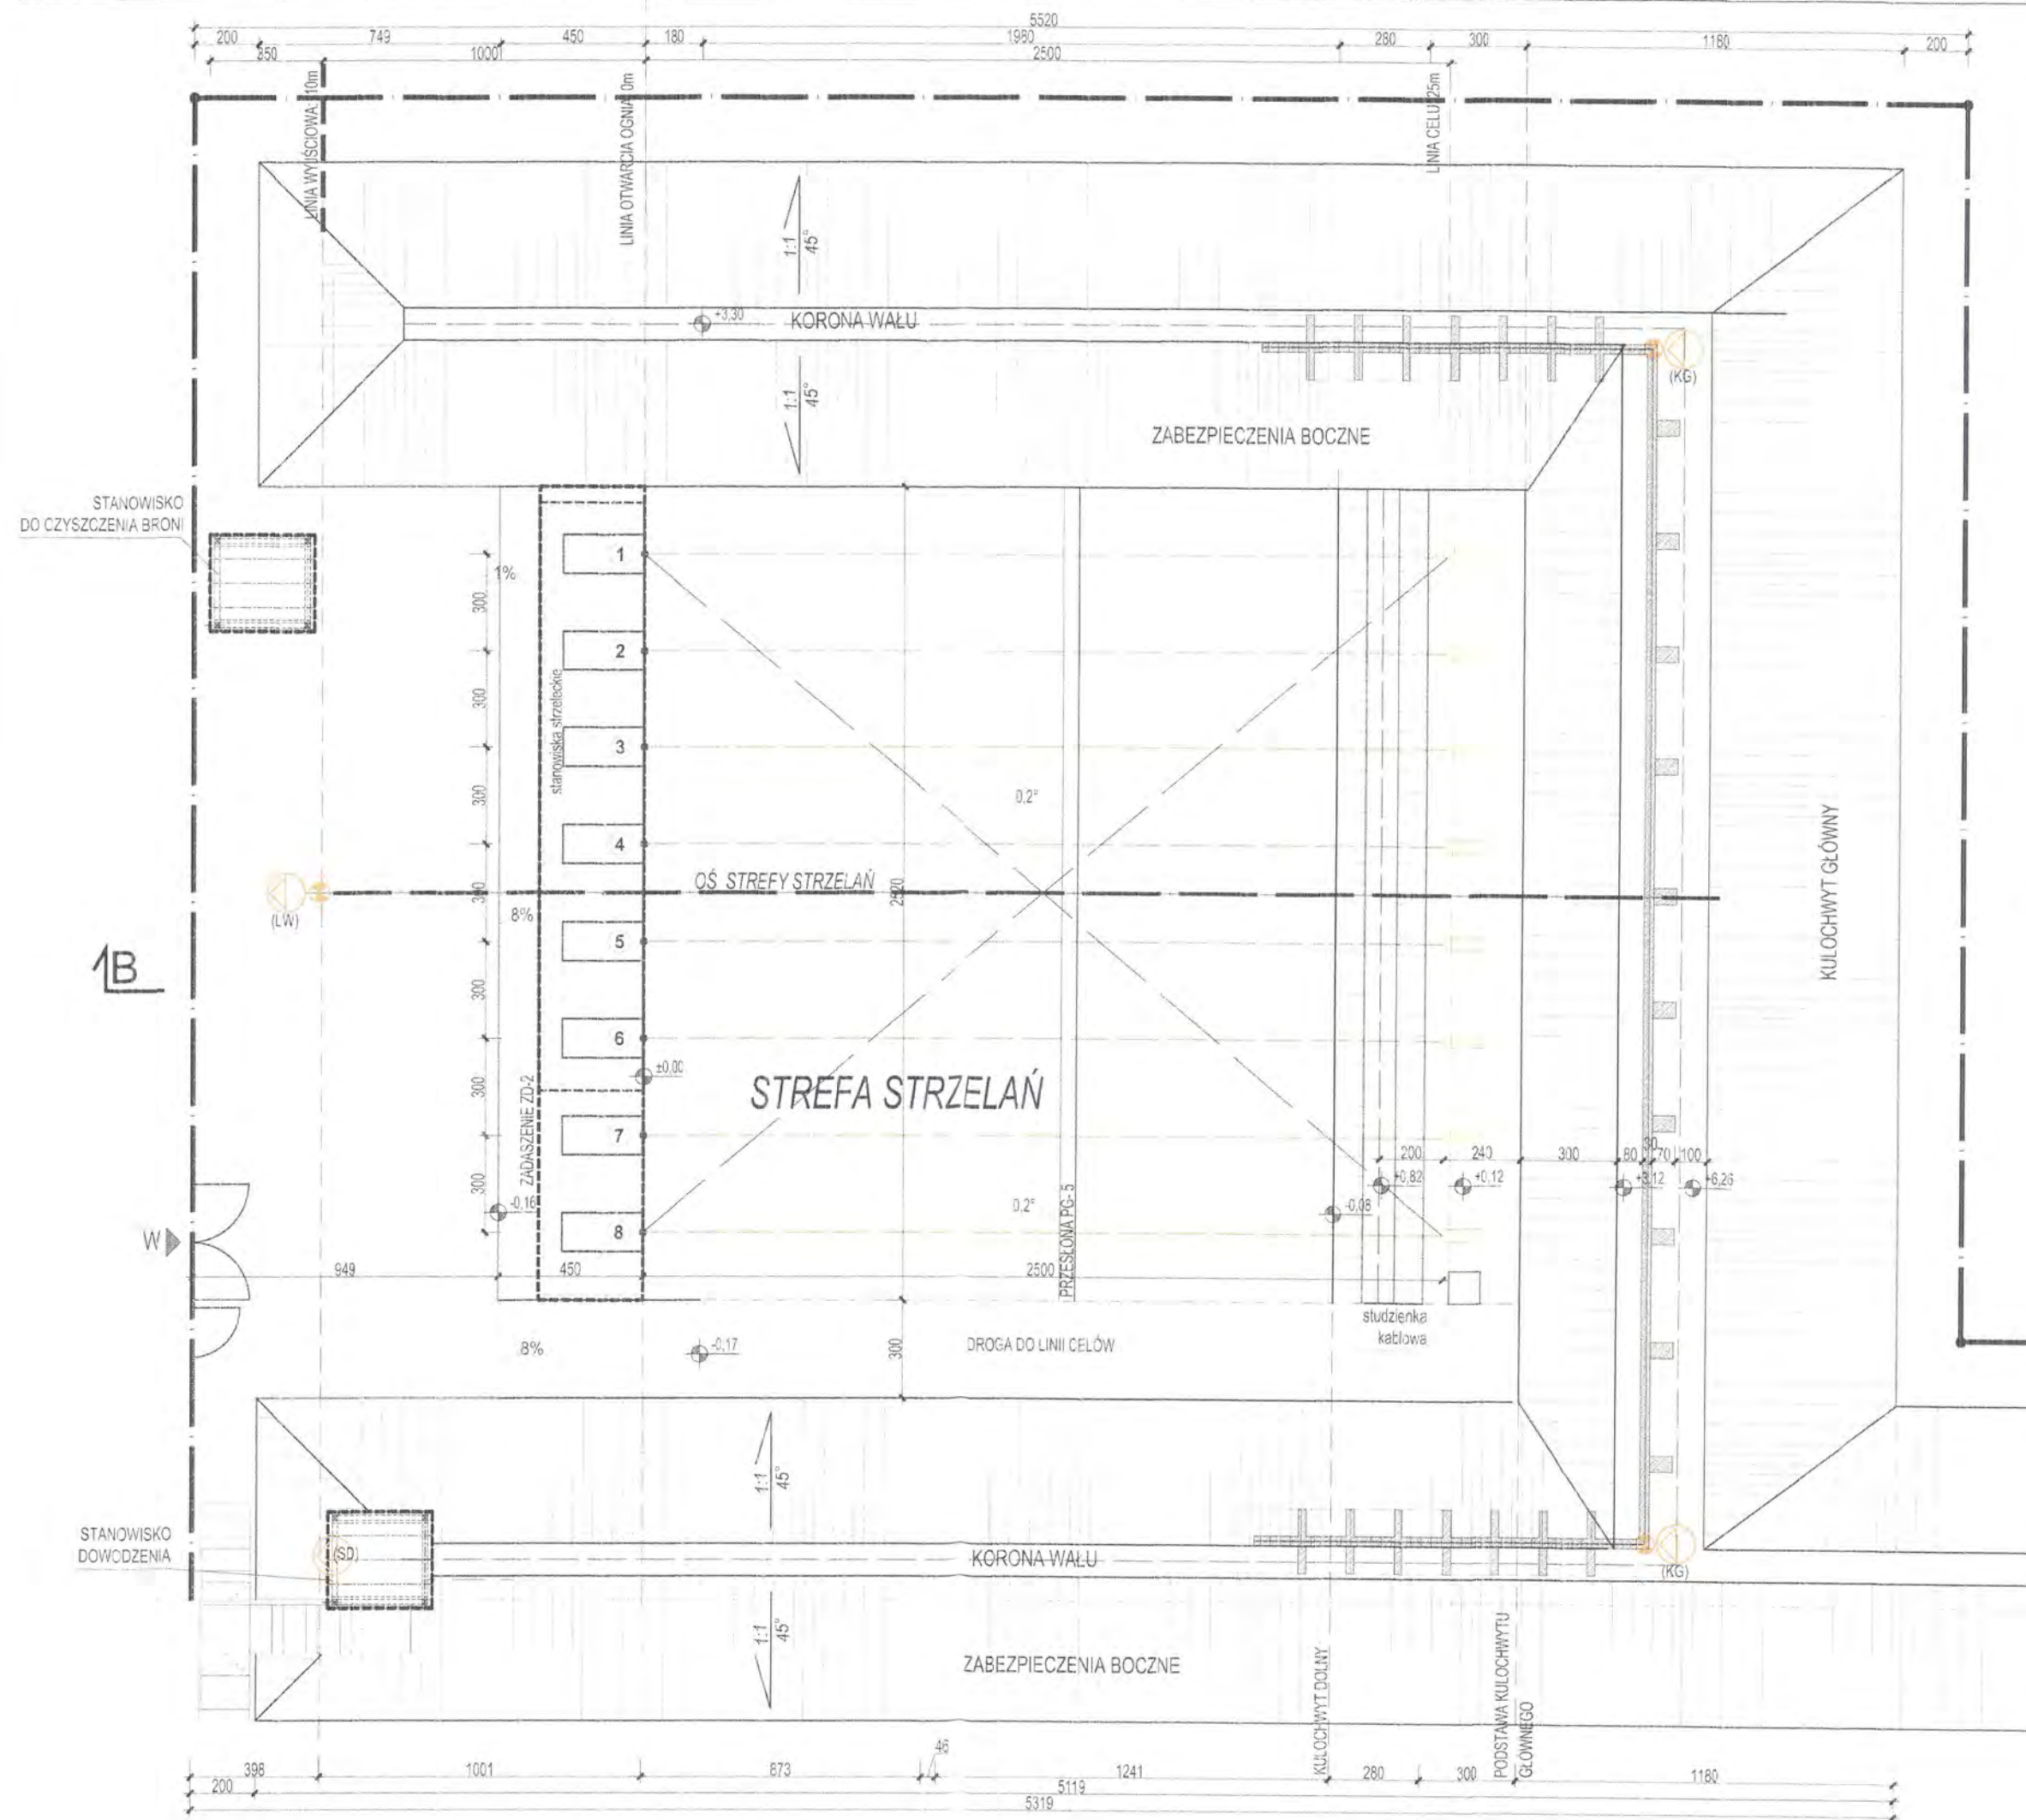 5520
200
749
450
180
1980
280
300
1180
200
350
1000
2500
LINIA WYJŚCIOWA: 10m
LINIA OTWARCIA OGNIA: 0m
LINIA CELU: 25m
1:1
45°
+3,30
KORONA WAŁU
1:1
45°
(KG)
ZABEZPIECZENIA BOCZNE
STANOWISKO
DO CZYSZCZENIA BRONI
1
1%
300
2
300
stanowiska strzeleckie
3
300
0,2°
4
KULOCHWYT GŁÓWNY
OŚ STREFY STRZELAŃ
300
2520
8%
(LW)
5
B
300
6
±0,00
STREFA STRZELAŃ
300
ZADASZENIE ZD-2
7
300
200
240
300
80
30
70
100
-0,16
+0,82
+0,12
+3,12
+6,26
0,2°
PRZESŁONA PG-5
-0,08
8
W
949
450
2500
studzienka
kablowa
8%
-0,17
300
DROGA DO LINII CELÓW
1:1
45°
STANOWISKO
DOWODZENIA
(SD)
KORONA WAŁU
(KG)
1:1
45°
ZABEZPIECZENIA BOCZNE
KULOCHWYT DOLNY
PODSTAWA KULOCHWYTU
GŁÓWNEGO
46
398
1001
873
1241
280
300
1180
200
5119
5319